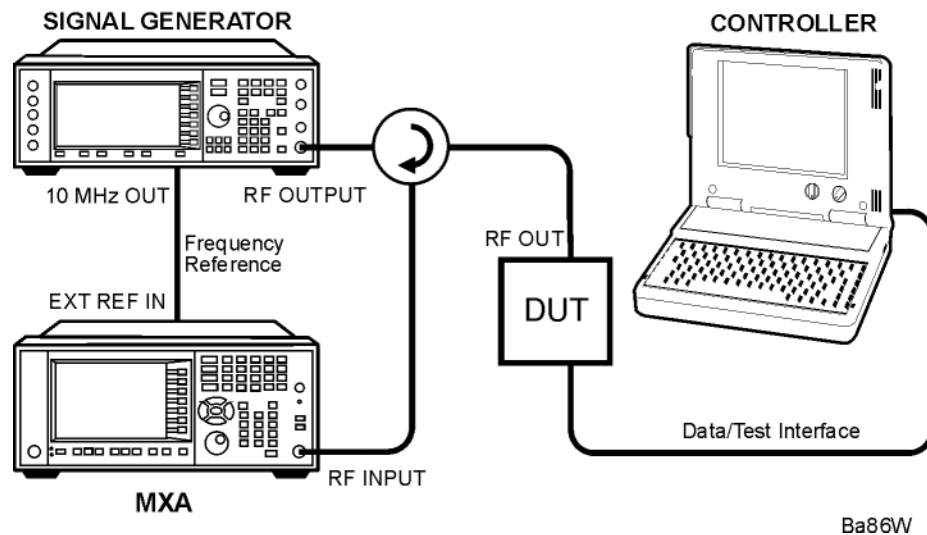 SIGNAL GENERATOR
CONTROLLER
10 MHz OUT
RF OUTPUT
Frequency
Reference
RF OUT
EXT REF IN
DUT
Data/Test Interface
RF INPUT
MXA
Ba86W